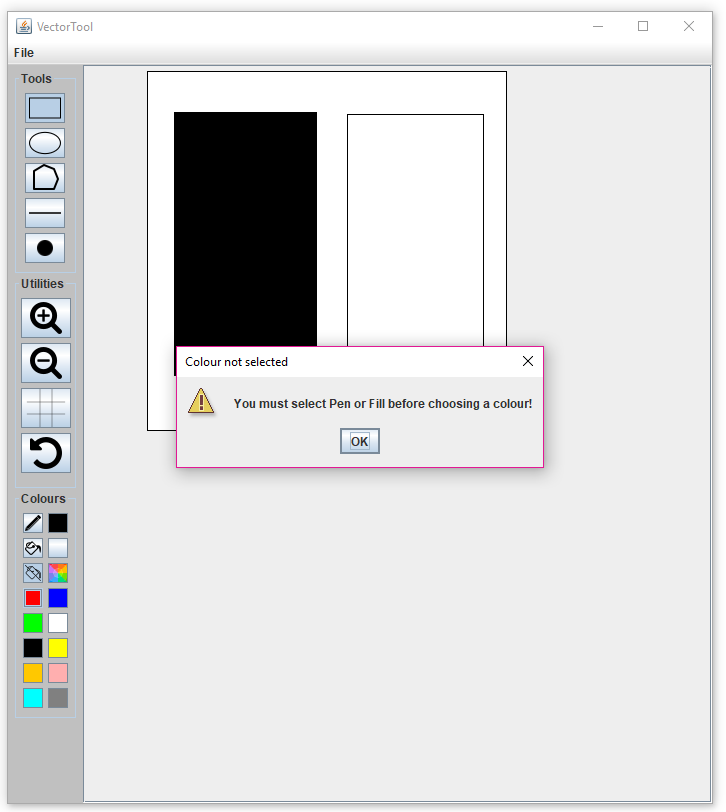 VectorTool
File
Tools
Utilities
Colours
Colour not selected
You must select Pen or Fill before choosing a colour!
OK